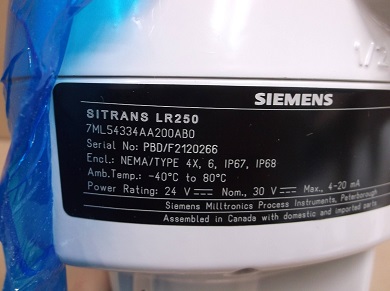 1/2
SIEMENS
SITRANS LR250
7ML54334AA200AB0
Serial No: PBD/F2120266
Encl.: NEMA/TYPE 4X, 6, IP67, IP68
Amb.Temp.: -40°C to 80°C
Power Rating: 24 V ⎓ Nom., 30 V ⎓ Max., 4-20 mA
Siemens Milltronics Process Instruments, Peterborough
Assembled in Canada with domestic and imported parts.